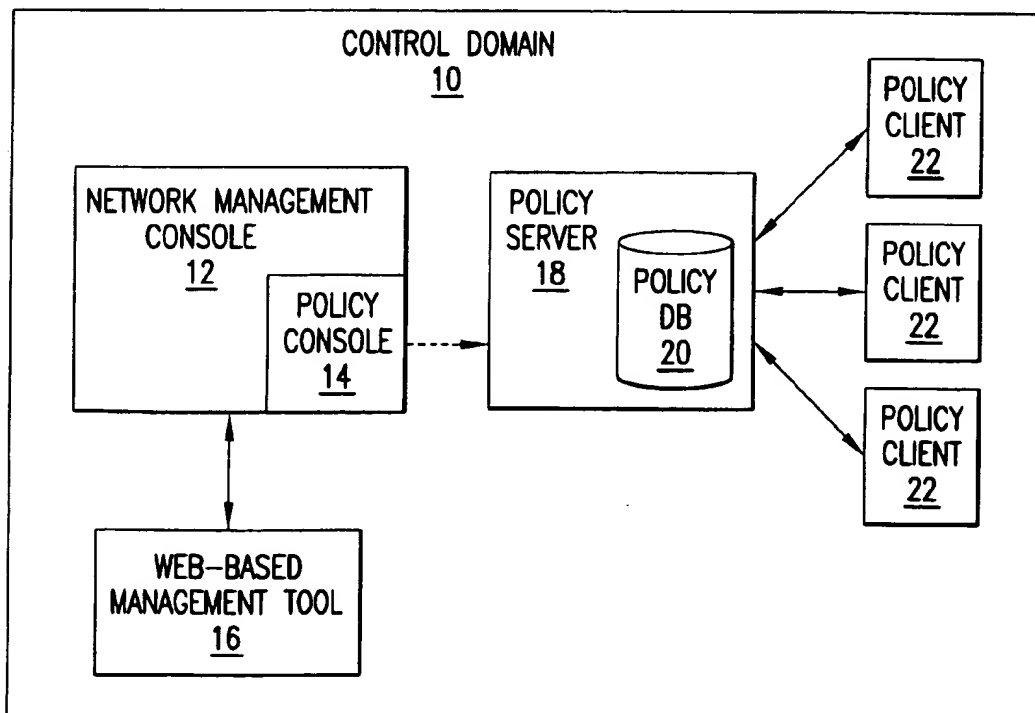 CONTROL DOMAIN
10
NETWORK MANAGEMENT
CONSOLE
12
POLICY
CONSOLE
14
WEB-BASED
MANAGEMENT TOOL
16
POLICY
SERVER
18
POLICY
DB
20
POLICY
CLIENT
22
POLICY
CLIENT
22
POLICY
CLIENT
22